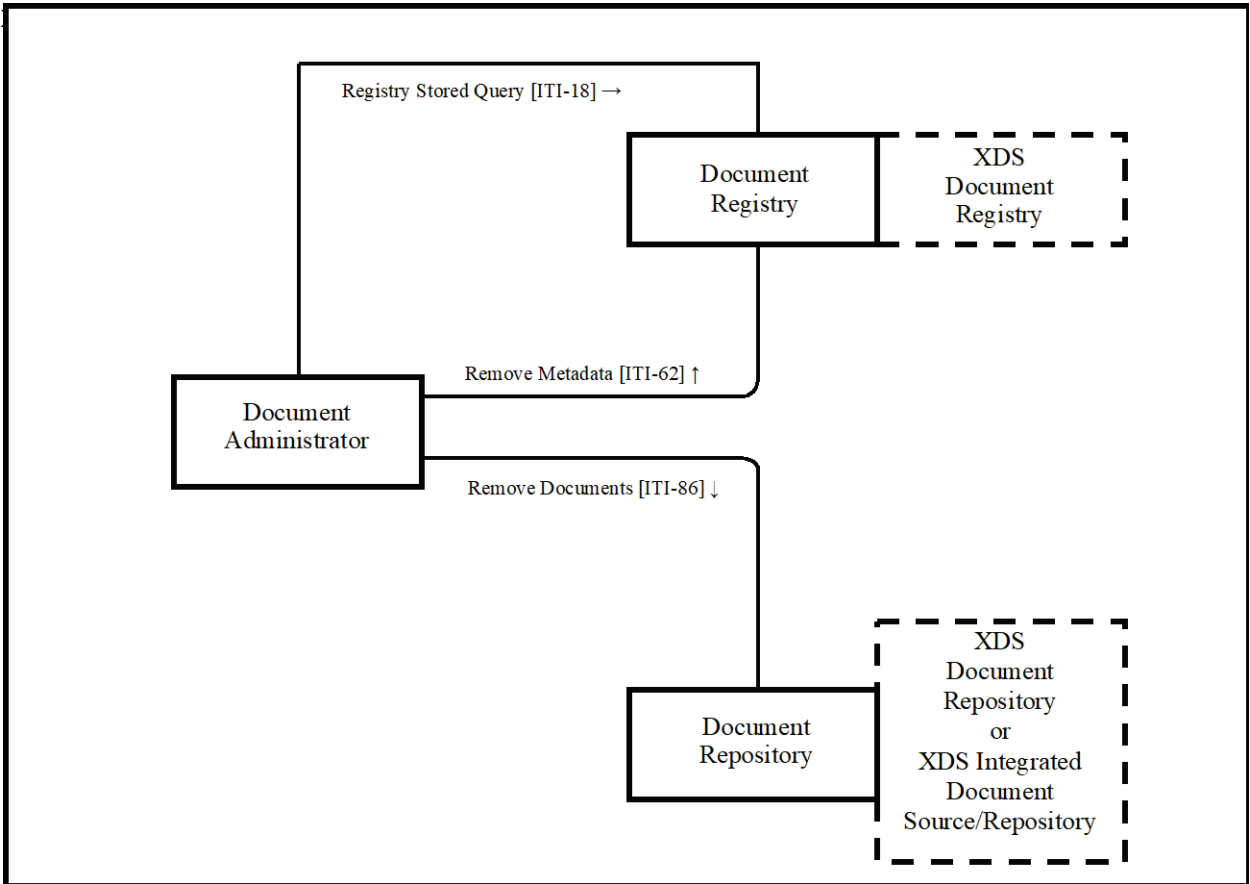 Registry Stored Query [ITI-18] →
Document
Registry
XDS
Document
Registry
Remove Metadata [ITI-62] ↑
Document
Administrator
Remove Documents [ITI-86] ↓
Document
Repository
XDS
Document
Repository
or
XDS Integrated
Document
Source/Repository